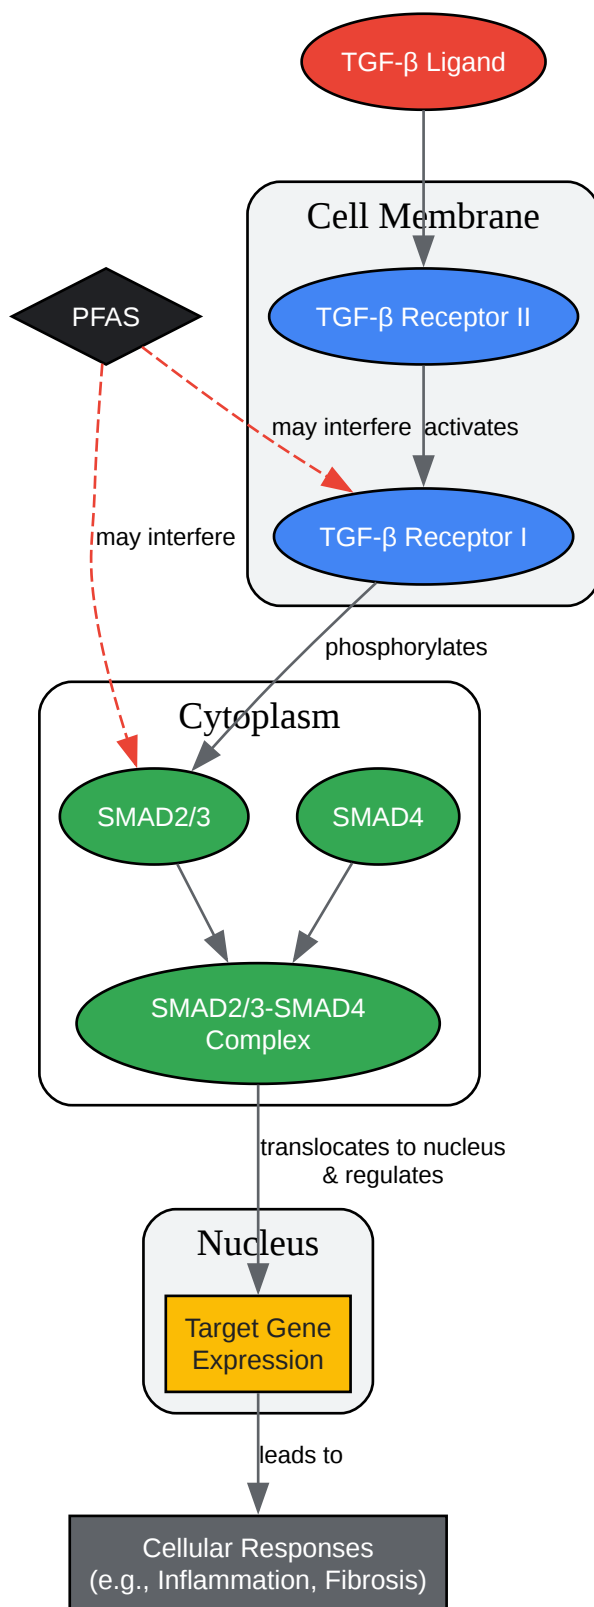 TGF-β Ligand
Cell Membrane
PFAS
TGF-β Receptor II
may interfere
activates
may interfere
TGF-β Receptor I
phosphorylates
Cytoplasm
SMAD2/3
SMAD4
SMAD2/3-SMAD4
Complex
translocates to nucleus
& regulates
Nucleus
Target Gene
Expression
leads to
Cellular Responses
(e.g., Inflammation, Fibrosis)